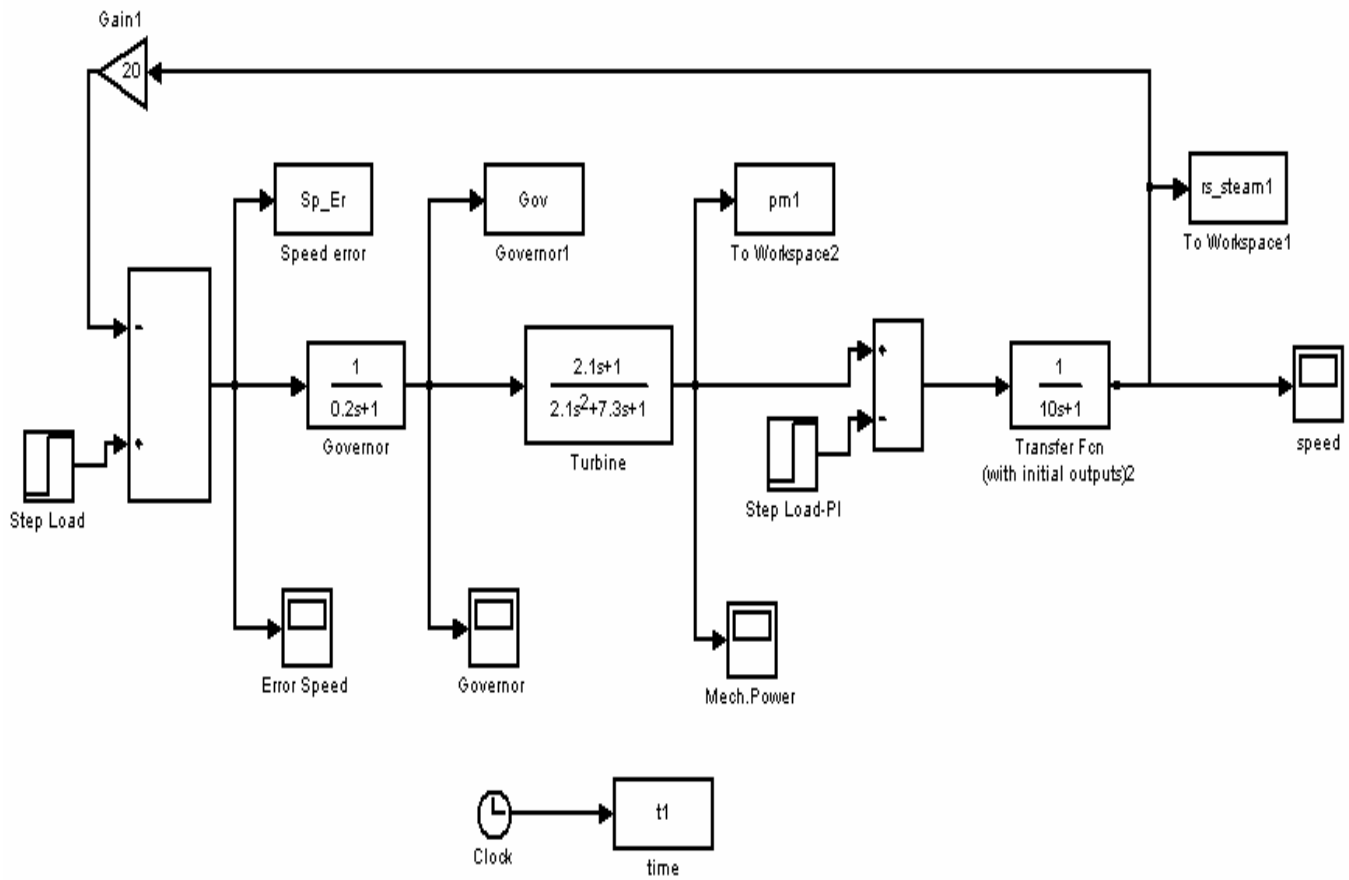 Gain1
20
Sp_Er
Speed error
Gov
Governor1
pm1
To Workspace2
rs_steam1
To Workspace1
-
+
Step Load
1
0.2s+1
Governor
2.1s+1
2.1s²+7.3s+1
Turbine
+
-
Step Load-Pl
1
10s+1
Transfer Fcn
(with initial outputs)2
speed
Error Speed
Governor
Mech.Power
Clock
t1
time